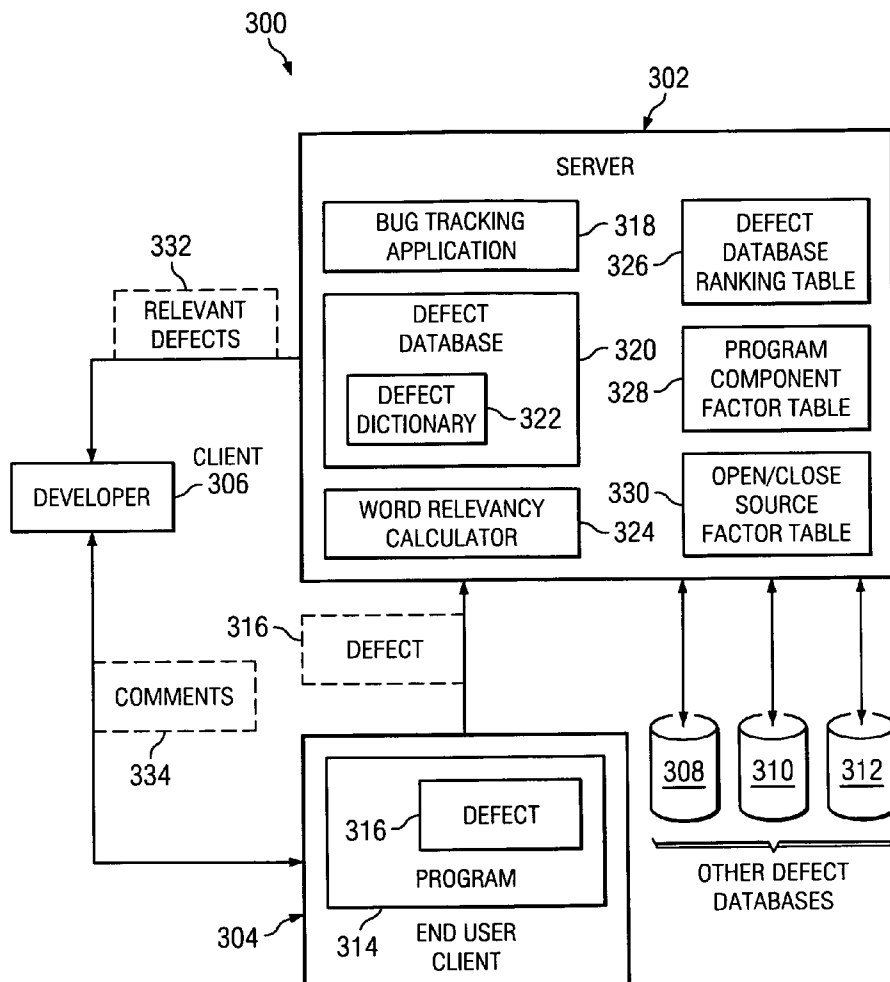 300
302
SERVER
BUG TRACKING
APPLICATION
318
DEFECT
DATABASE
RANKING TABLE
326
332
RELEVANT
DEFECTS
DEFECT
DATABASE
320
DEFECT
DICTIONARY
322
PROGRAM
COMPONENT
FACTOR TABLE
328
CLIENT
306
DEVELOPER
WORD RELEVANCY
CALCULATOR
324
330
OPEN/CLOSE
SOURCE
FACTOR TABLE
316
DEFECT
COMMENTS
334
308
310
312
OTHER DEFECT
DATABASES
316
DEFECT
PROGRAM
314
304
END USER
CLIENT